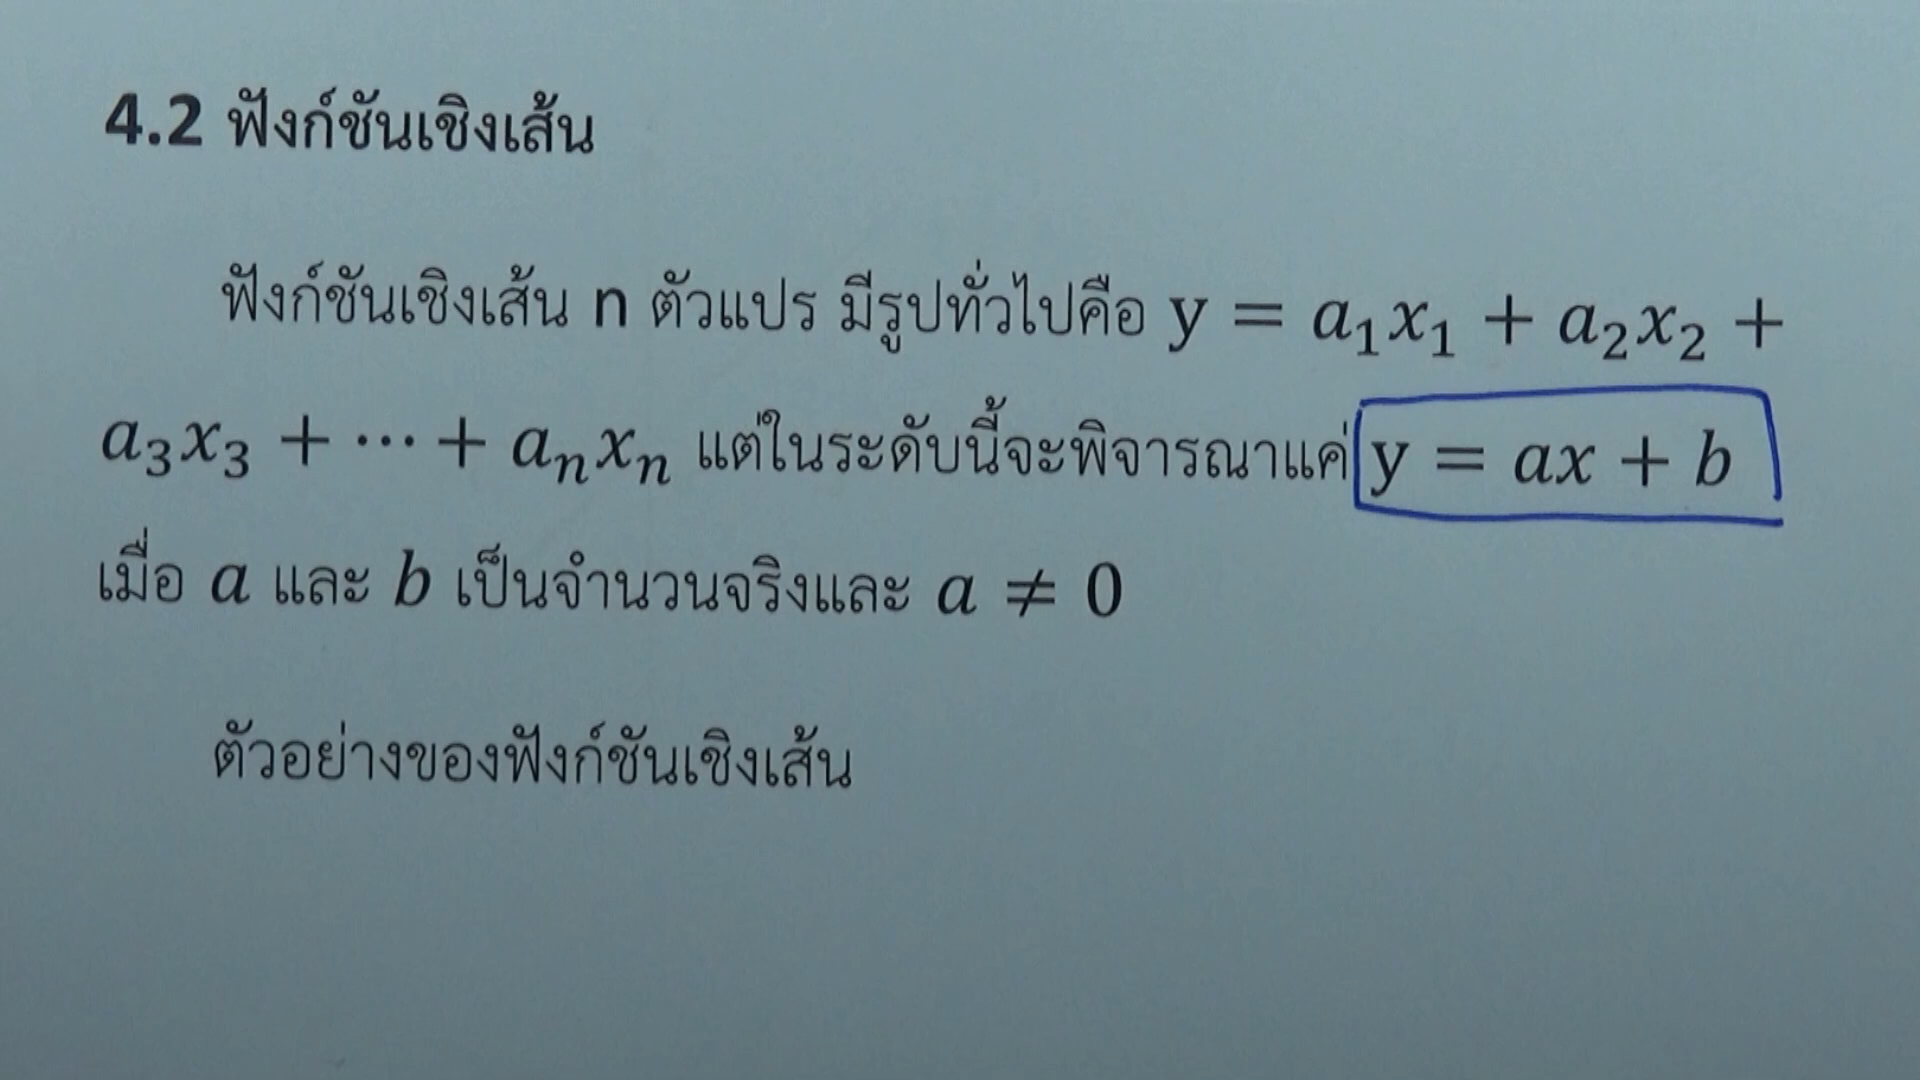 4.2 ฟังก์ชันเชิงเส้น
ฟังก์ชันเชิงเส้น n ตัวแปร มีรูปทั่วไปคือ y = a₁x₁ + a₂x₂ +
a₃x₃ + ⋯ + aₙxₙ แต่ในระดับนี้จะพิจารณาแค่ y = ax + b
เมื่อ a และ b เป็นจำนวนจริงและ a ≠ 0
ตัวอย่างของฟังก์ชันเชิงเส้น